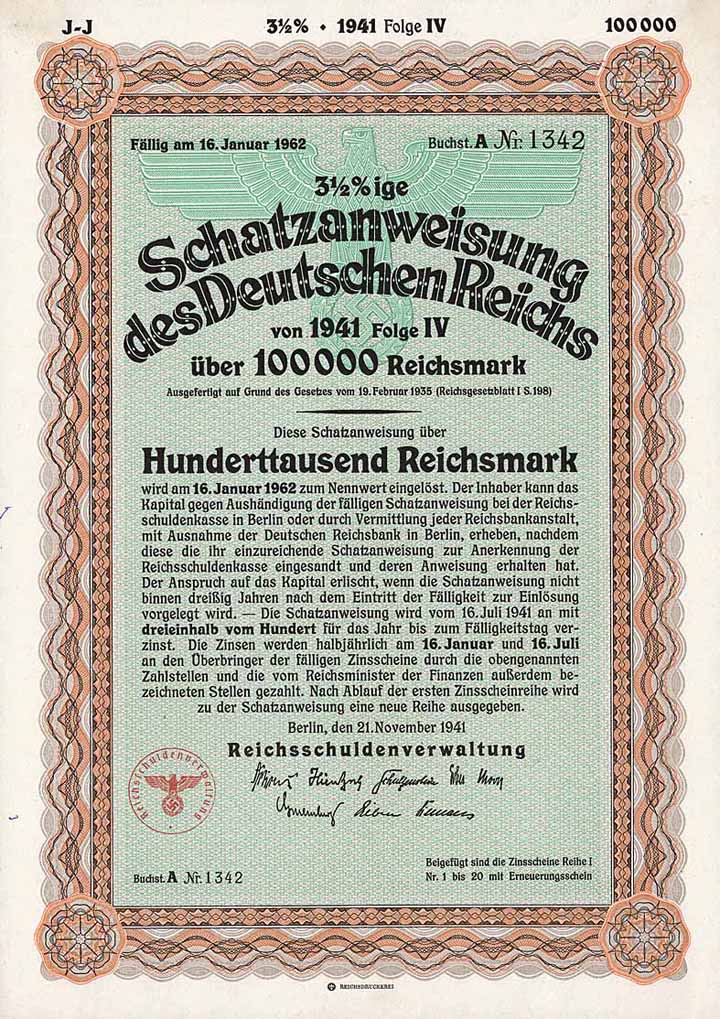 J-J 3½% • 1941 Folge IV 100000
Fällig am 16. Januar 1962 Buchst. A Nr. 1342
3½% ige
Schatzanweisung
des Deutschen Reichs
von 1941 Folge IV
über 100000 Reichsmark
Ausgefertigt auf Grund des Gesetzes vom 19. Februar 1935 (Reichsgesetzblatt I S. 198)
Diese Schatzanweisung über
Hunderttausend Reichsmark
wird am 16. Januar 1962 zum Nennwert eingelöst. Der Inhaber kann das
Kapital gegen Aushändigung der fälligen Schatzanweisung bei der Reichs-
schuldenkasse in Berlin oder durch Vermittlung jeder Reichsbankanstalt,
mit Ausnahme der Deutschen Reichsbank in Berlin, erheben, nachdem
diese die ihr einzureichende Schatzanweisung zur Anerkennung der
Reichsschuldenkasse eingesandt und deren Anweisung erhalten hat.
Der Anspruch auf das Kapital erlischt, wenn die Schatzanweisung nicht
binnen dreißig Jahren nach dem Eintritt der Fälligkeit zur Einlösung
vorgelegt wird. — Die Schatzanweisung wird vom 16. Juli 1941 an mit
dreieinhalb vom Hundert für das Jahr bis zum Fälligkeitstag ver-
zinst. Die Zinsen werden halbjährlich am 16. Januar und 16. Juli
an den Überbringer der fälligen Zinsscheine durch die obengenannten
Zahlstellen und die vom Reichsminister der Finanzen außerdem be-
zeichneten Stellen gezahlt. Nach Ablauf der ersten Zinsscheinreihe wird
zu der Schatzanweisung eine neue Reihe ausgegeben.
Berlin, den 21. November 1941
Reichsschuldenverwaltung
Reichsschuldenverwaltung
Buchst. A Nr. 1342
Beigefügt sind die Zinsscheine Reihe I
Nr. 1 bis 20 mit Erneuerungsschein
REICHSDRUCKEREI